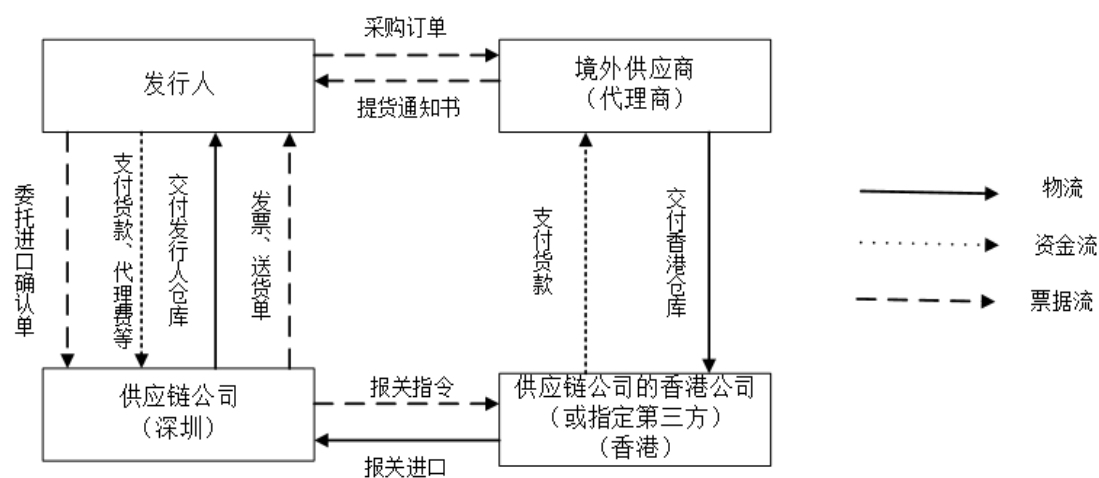 采购订单
发行人
境外供应商
（代理商）
提货通知书
委托进口确认单
支付货款、代理费等
交付发行人仓库
发票、送货单
支付货款
交付香港仓库
物流
资金流
票据流
供应链公司
（深圳）
报关指令
供应链公司的香港公司
（或指定第三方）
（香港）
报关进口